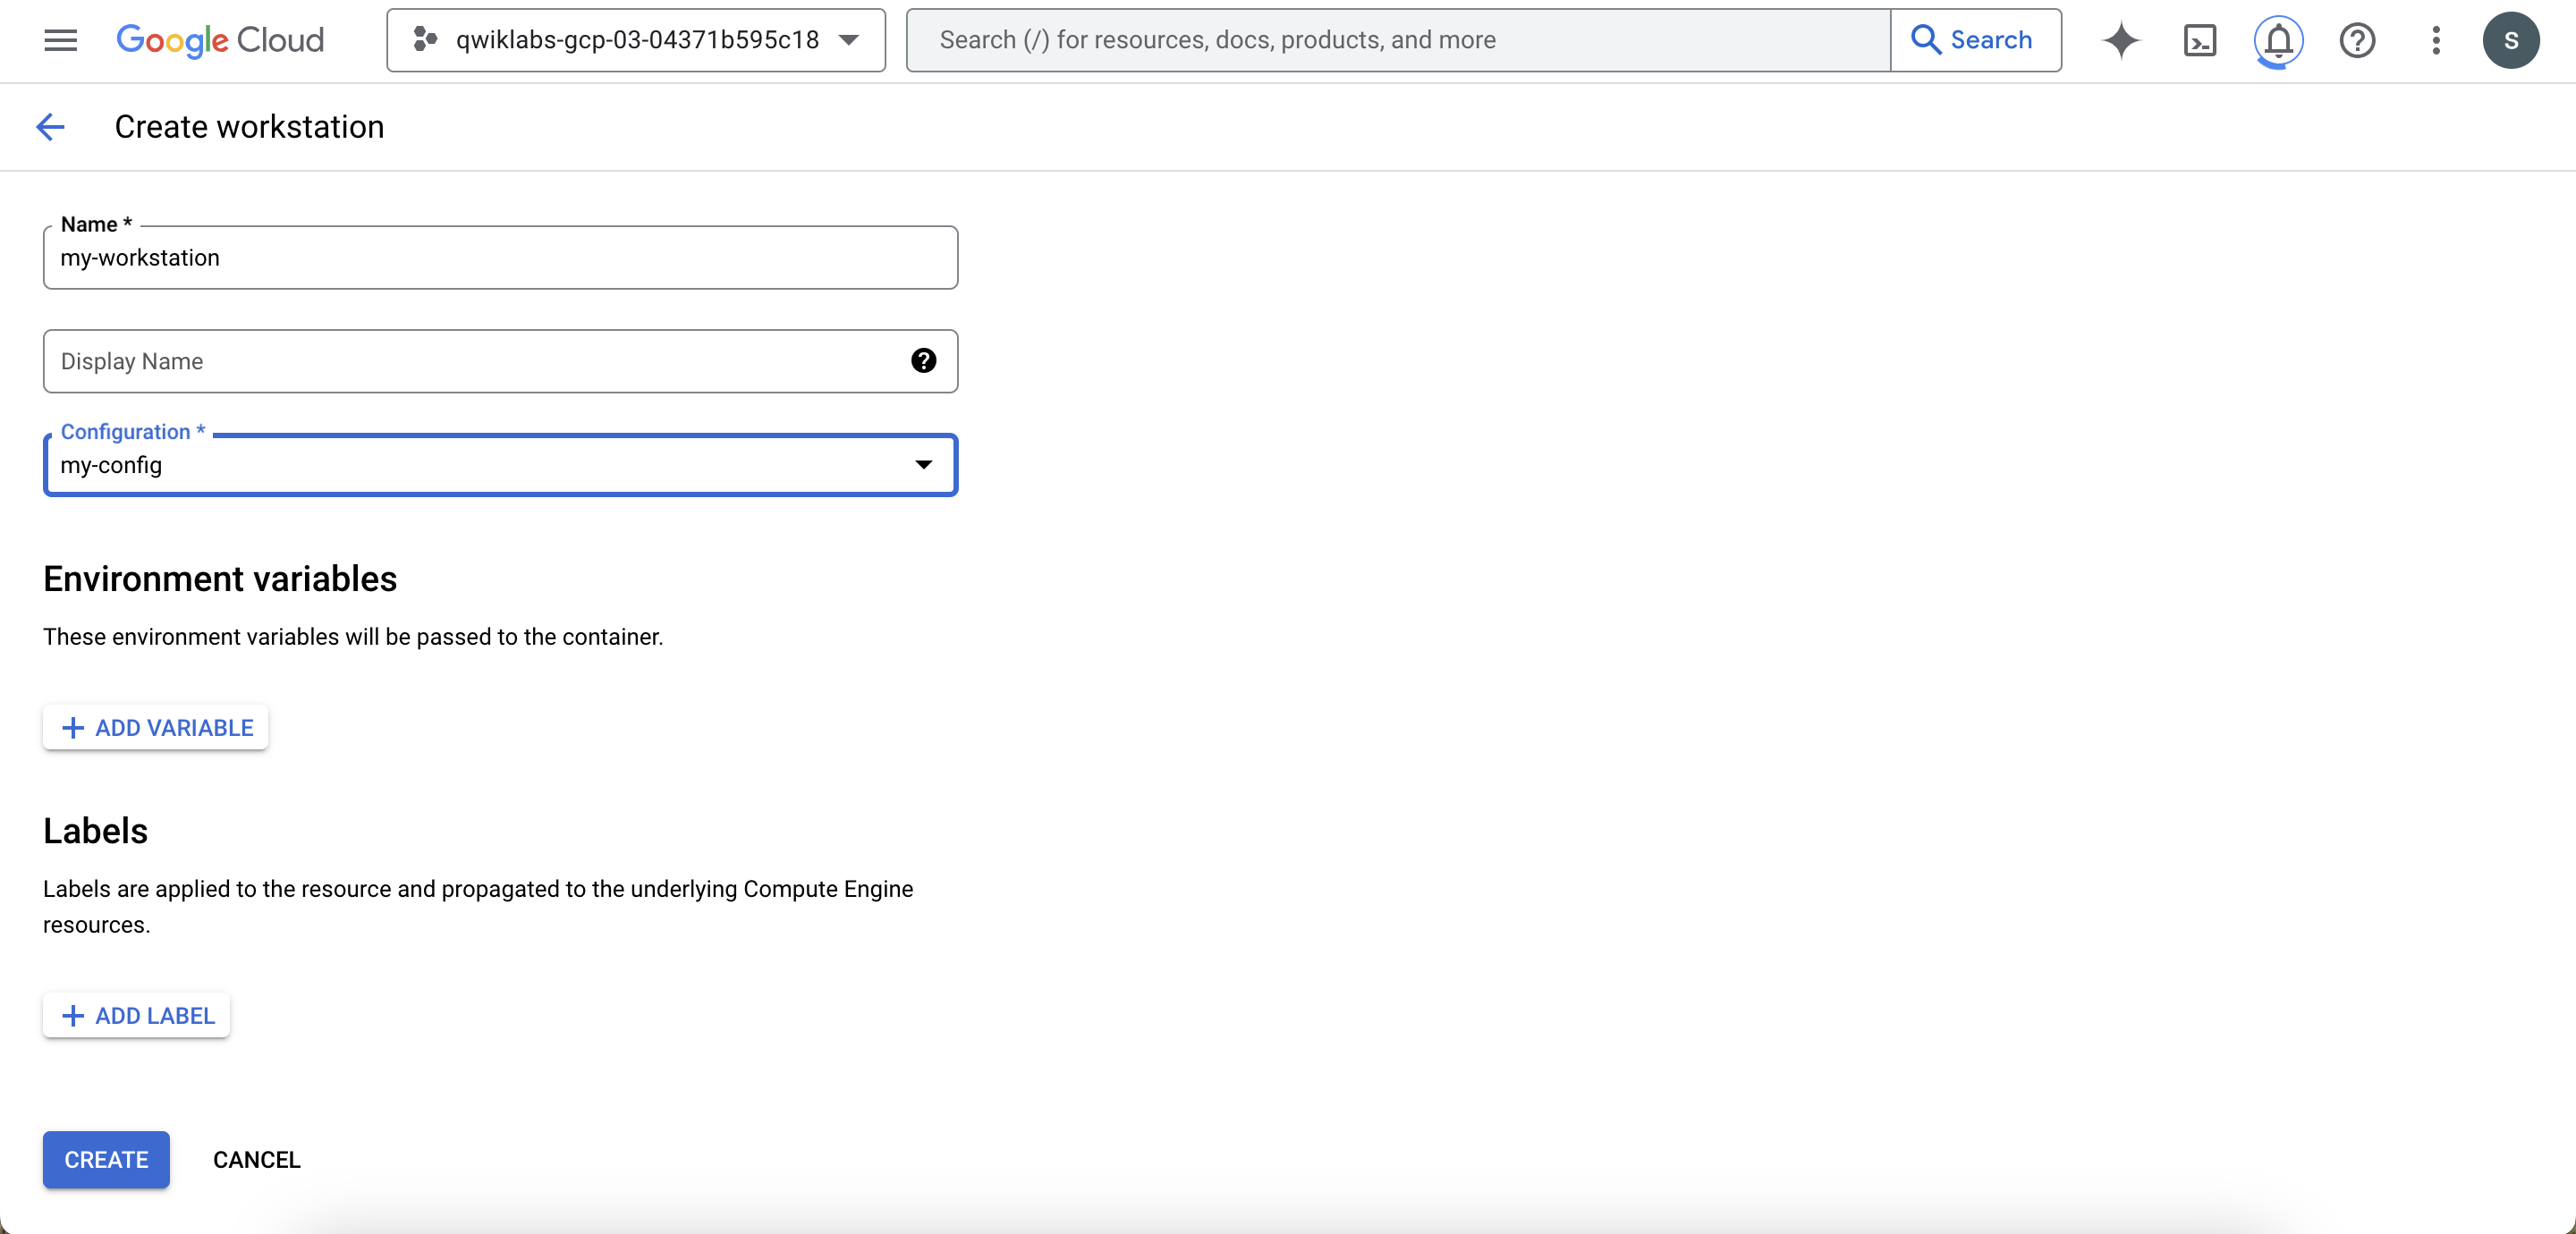 Google Cloud
qwiklabs-gcp-03-04371b595c18
Search (/) for resources, docs, products, and more
Search
S
Create workstation
Name *
my-workstation
Display Name
Configuration *
my-config
Environment variables
These environment variables will be passed to the container.
ADD VARIABLE
Labels
Labels are applied to the resource and propagated to the underlying Compute Engine
resources.
ADD LABEL
CREATE
CANCEL